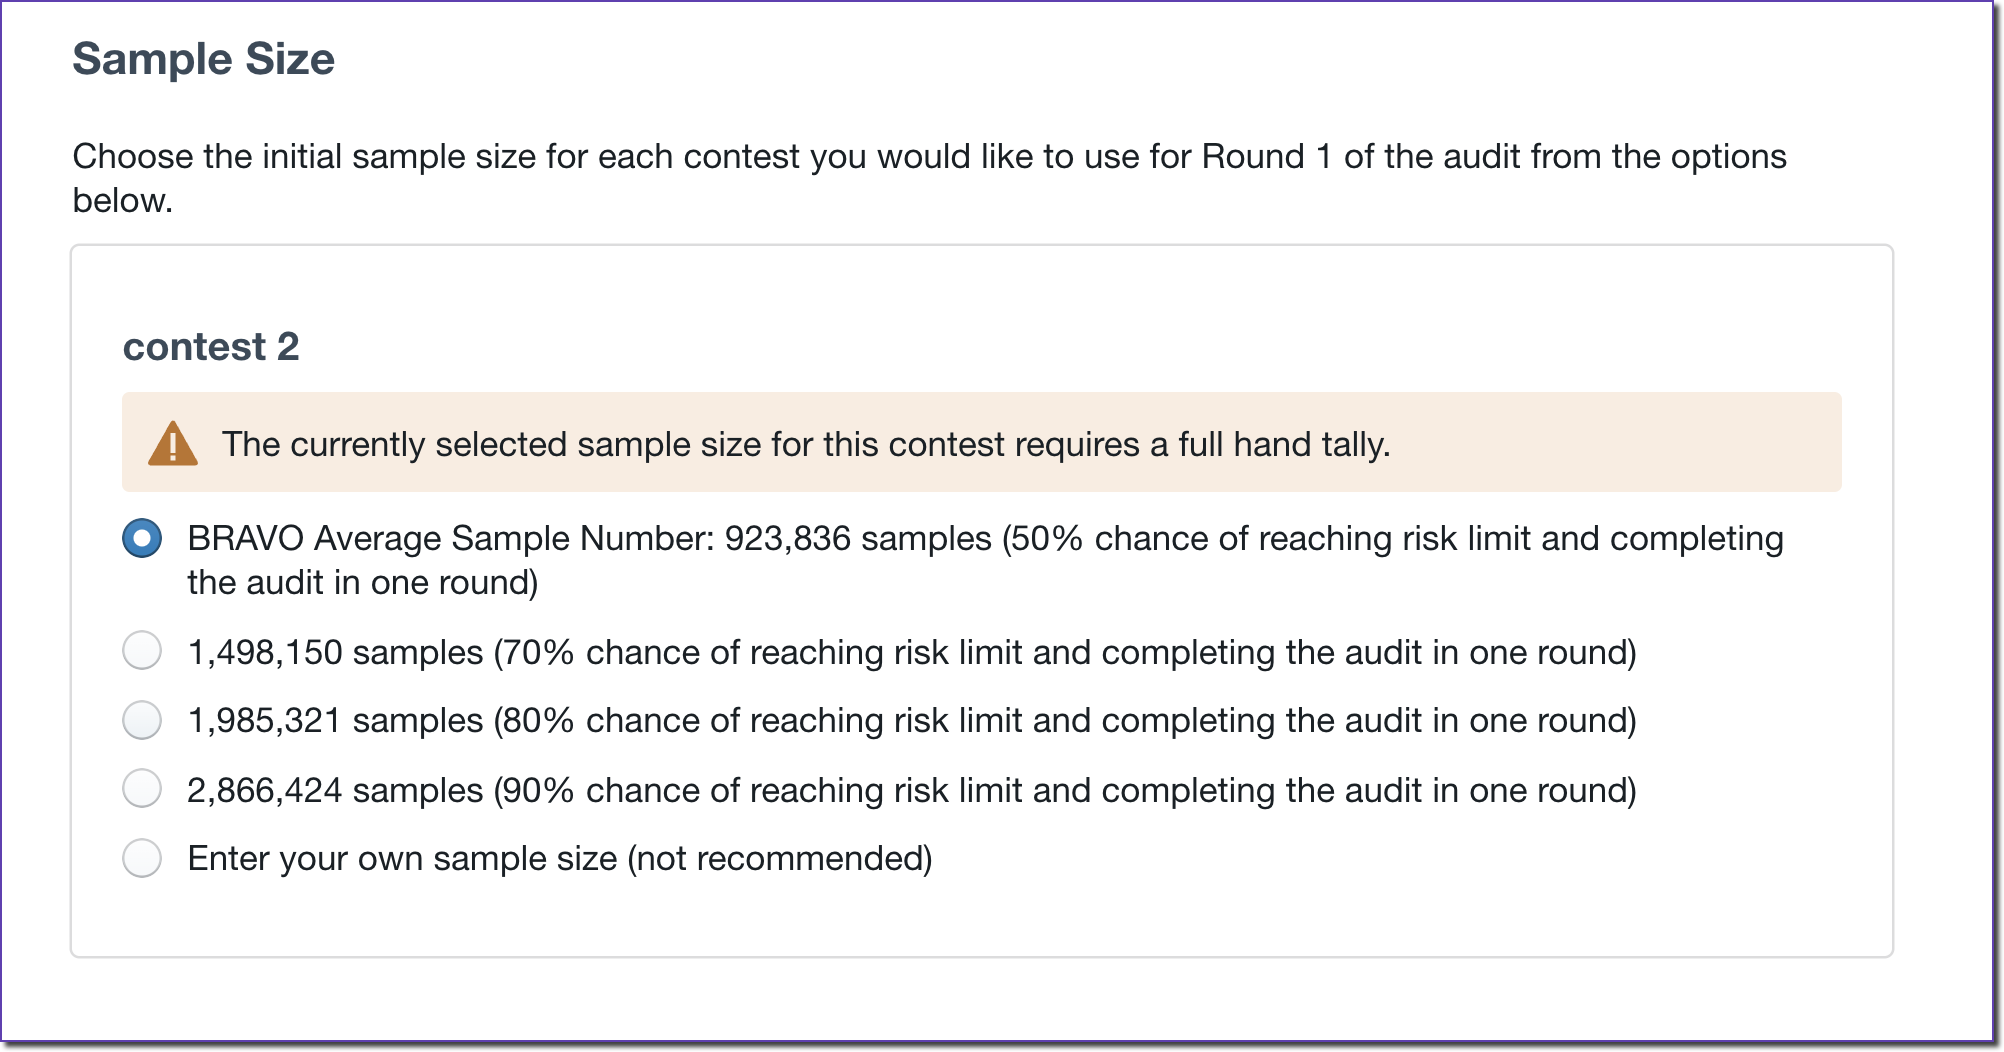 Sample Size
Choose the initial sample size for each contest you would like to use for Round 1 of the audit from the options
below.
contest 2
The currently selected sample size for this contest requires a full hand tally.
BRAVO Average Sample Number: 923,836 samples (50% chance of reaching risk limit and completing
the audit in one round)
1,498,150 samples (70% chance of reaching risk limit and completing the audit in one round)
1,985,321 samples (80% chance of reaching risk limit and completing the audit in one round)
2,866,424 samples (90% chance of reaching risk limit and completing the audit in one round)
Enter your own sample size (not recommended)